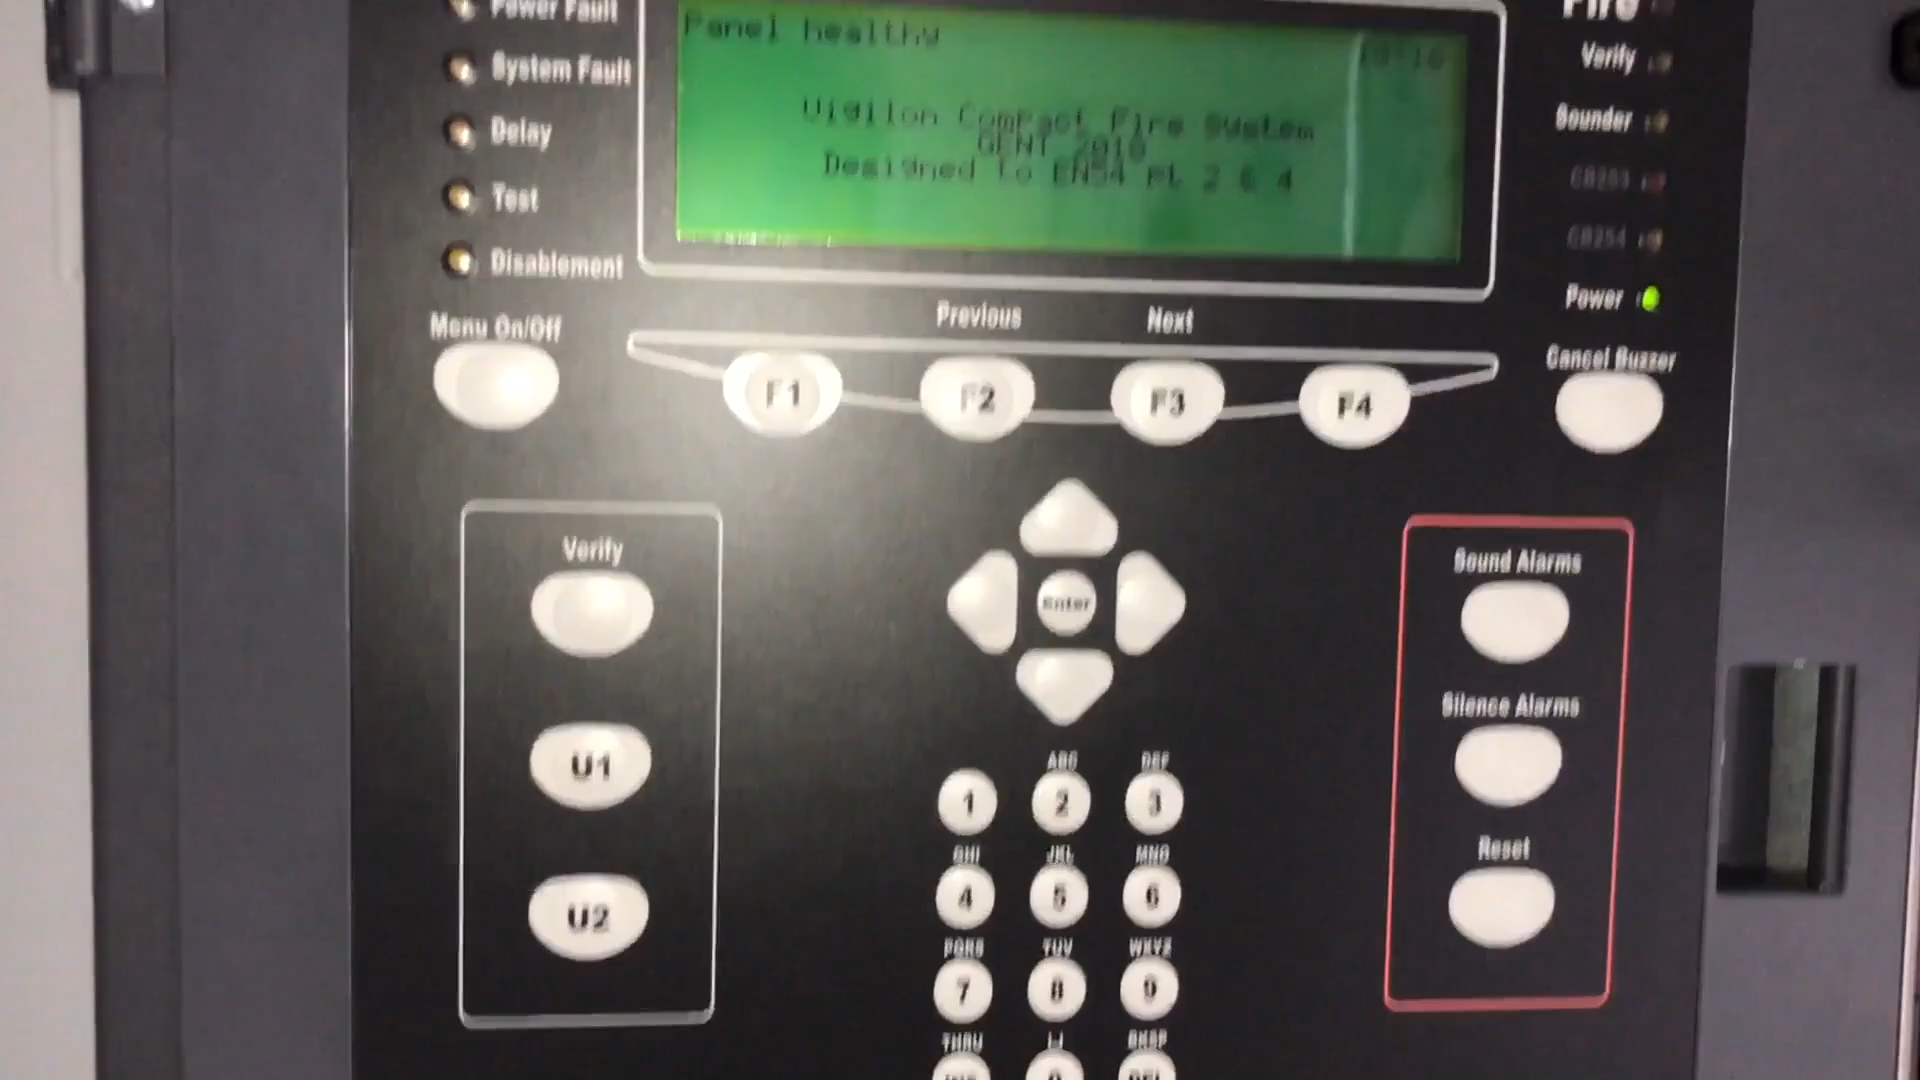 Power Fault
System Fault
Delay
Test
Disablement
Menu On/Off
Panel healthy
Vigilon Compact Fire System
GENT 2010
Designed to EN54 Pt 2 & 4
Fire
Verify
Sounder
Power
Cancel Buzzer
Previous
Next
F1
F2
F3
F4
Verify
U1
U2
Enter
Sound Alarms
Silence Alarms
Reset
ABC
DEF
1
2
3
GHI
JKL
MNO
4
5
6
PQRS
TUV
WXYZ
7
8
9
THRU
BKSP
DEL